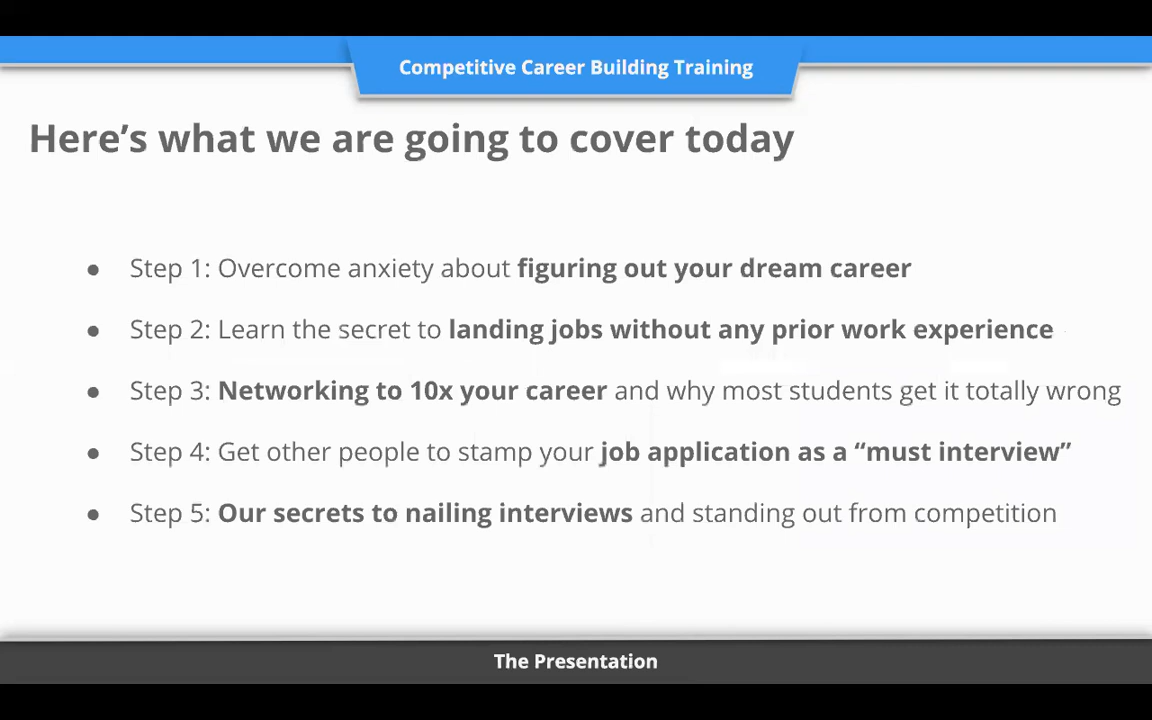 Competitive Career Building Training
Here’s what we are going to cover today
● Step 1: Overcome anxiety about figuring out your dream career
● Step 2: Learn the secret to landing jobs without any prior work experience
● Step 3: Networking to 10x your career and why most students get it totally wrong
● Step 4: Get other people to stamp your job application as a “must interview”
● Step 5: Our secrets to nailing interviews and standing out from competition
The Presentation